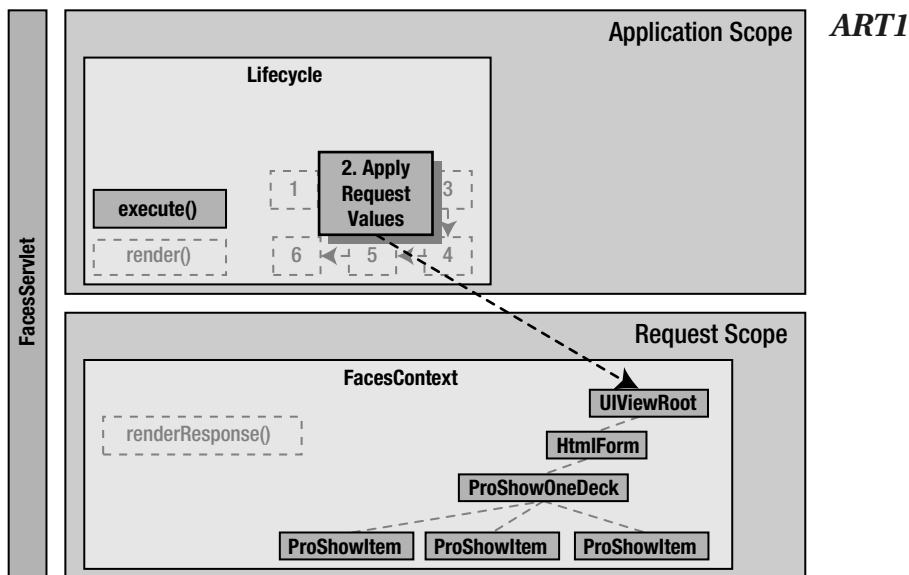 ART1
FacesServlet
Application Scope
Lifecycle
execute()
render()
1
2. Apply
Request
Values
3
6
5
4
Request Scope
FacesContext
renderResponse()
UIViewRoot
HtmlForm
ProShowOneDeck
ProShowItem
ProShowItem
ProShowItem